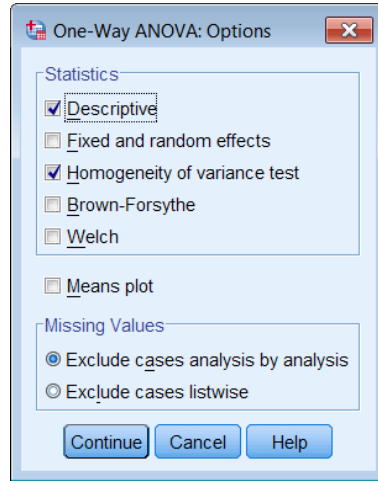 One-Way ANOVA: Options
Statistics
Descriptive
Fixed and random effects
Homogeneity of variance test
Brown-Forsythe
Welch
Means plot
Missing Values
Exclude cases analysis by analysis
Exclude cases listwise
Continue Cancel Help